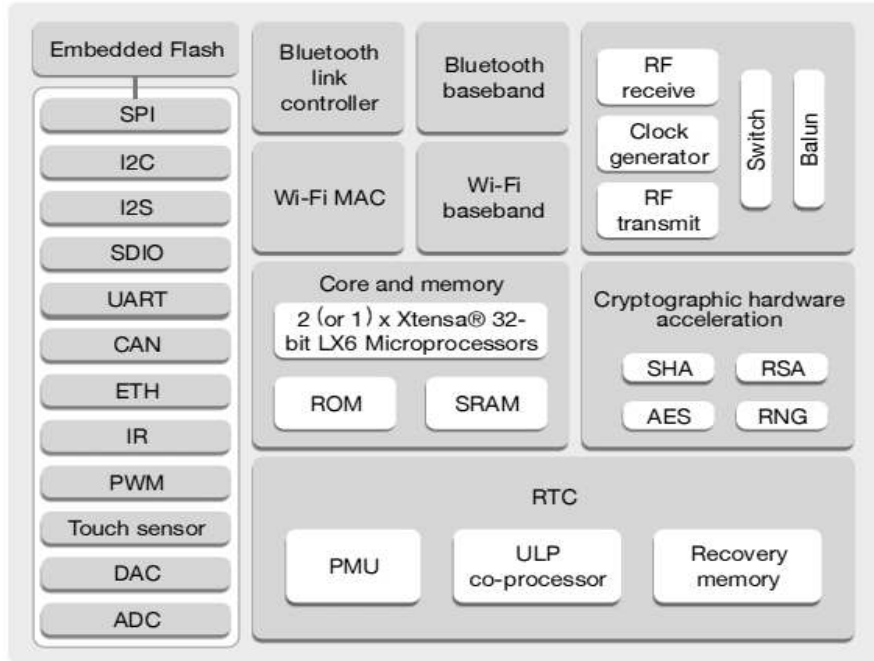 Embedded Flash
SPI
I2C
I2S
SDIO
UART
CAN
ETH
IR
PWM
Touch sensor
DAC
ADC
Bluetooth
link
controller
Bluetooth
baseband
Wi-Fi MAC
Wi-Fi
baseband
RF
receive
Clock
generator
RF
transmit
Switch
Balun
Core and memory
2 (or 1) x Xtensa® 32-
bit LX6 Microprocessors
ROM
SRAM
Cryptographic hardware
acceleration
SHA
RSA
AES
RNG
RTC
PMU
ULP
co-processor
Recovery
memory